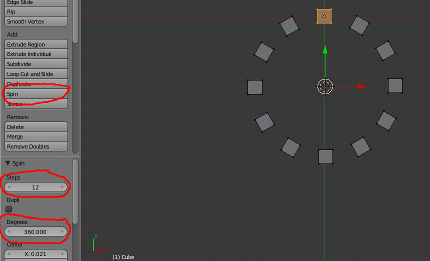 Edge Slide
Rip
Smooth Vertex
Add:
Extrude Region
Extrude Individual
Subdivide
Loop Cut and Slide
Duplicate
Spin
Screw
Remove:
Delete
Merge
Remove Doubles
Spin
Steps
12
Dupli
Degrees
360.000
Center
X: 0.021
(1) Cube